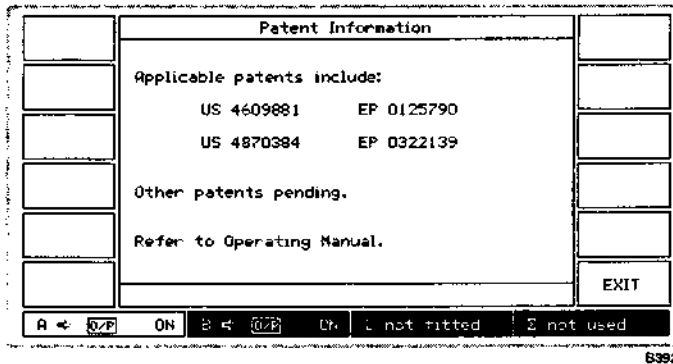 Patent Information
Applicable patents include:
US 4609881 EP 0125790
US 4870384 EP 0322139
Other patents pending.
Refer to Operating Manual.
EXIT
A O/P ON B O/P ON C not fitted Σ not used